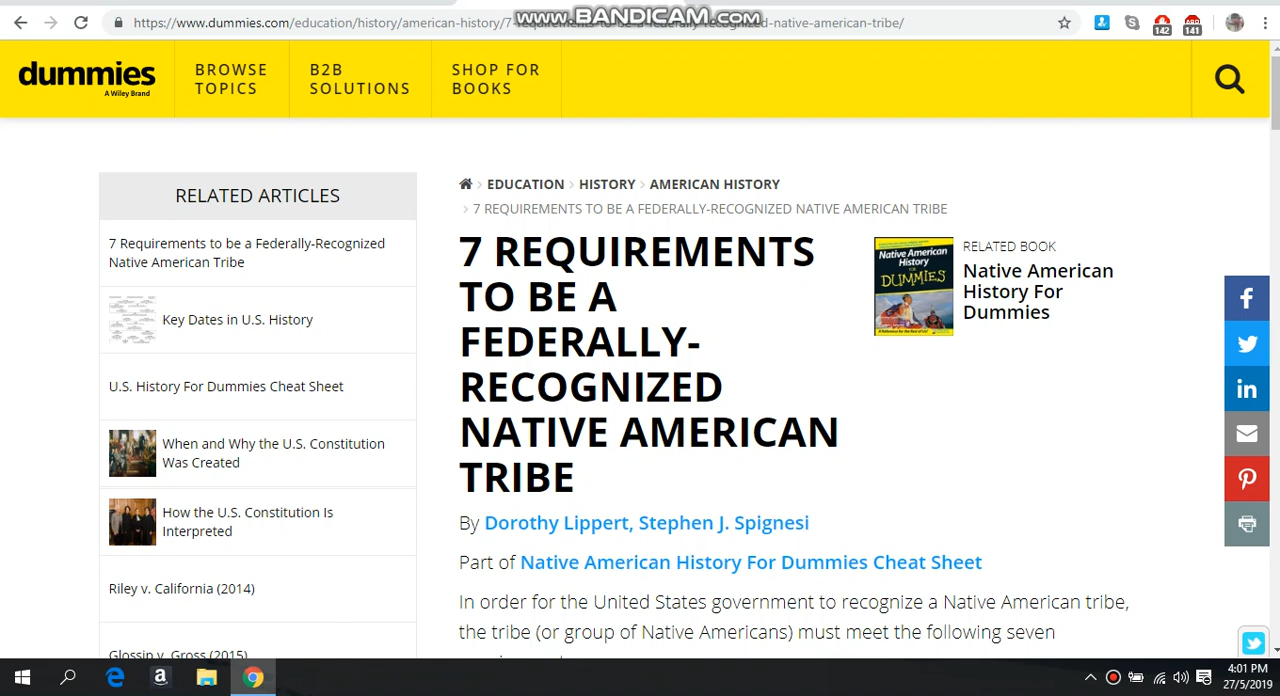 www.BANDICAM.com
https://www.dummies.com/education/history/american-history/7-requirements-to-be-a-federally-recognized-native-american-tribe/
142
141
dummies
A Wiley Brand
BROWSE
TOPICS
B2B
SOLUTIONS
SHOP FOR
BOOKS
RELATED ARTICLES
7 Requirements to be a Federally-Recognized
Native American Tribe
Key Dates in U.S. History
U.S. History For Dummies Cheat Sheet
When and Why the U.S. Constitution
Was Created
How the U.S. Constitution Is
Interpreted
Riley v. California (2014)
Glossip v. Gross (2015)
EDUCATION > HISTORY > AMERICAN HISTORY
> 7 REQUIREMENTS TO BE A FEDERALLY-RECOGNIZED NATIVE AMERICAN TRIBE
7 REQUIREMENTS
TO BE A
FEDERALLY-
RECOGNIZED
NATIVE AMERICAN
TRIBE
Native American
History
FOR
DUMMIES
RELATED BOOK
Native American
History For
Dummies
By Dorothy Lippert, Stephen J. Spignesi
Part of Native American History For Dummies Cheat Sheet
In order for the United States government to recognize a Native American tribe,
the tribe (or group of Native Americans) must meet the following seven
4:01 PM
27/5/2019